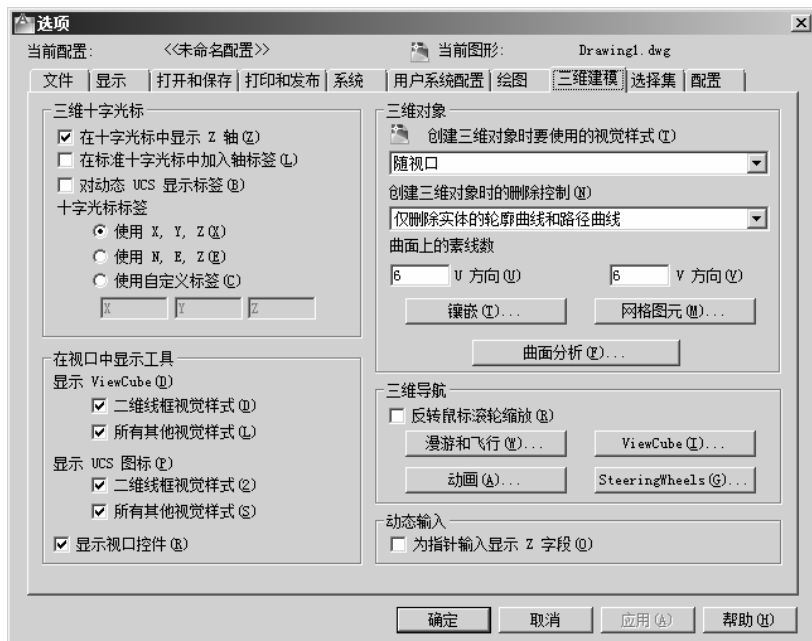 选项
当前配置: <<未命名配置>> 当前图形: Drawing1.dwg
文件 显示 打开和保存 打印和发布 系统 用户系统配置 绘图 三维建模 选择集 配置
三维十字光标
在十字光标中显示 Z 轴(Z)
在标准十字光标中加入轴标签(L)
对动态 UCS 显示标签(B)
十字光标标签
使用 X, Y, Z(X)
使用 N, E, Z(E)
使用自定义标签(C)
X Y Z
在视口中显示工具
显示 ViewCube(D)
二维线框视觉样式(D)
所有其他视觉样式(L)
显示 UCS 图标(P)
二维线框视觉样式(2)
所有其他视觉样式(S)
显示视口控件(R)
三维对象
创建三维对象时要使用的视觉样式(T)
随视口
创建三维对象时的删除控制(N)
仅删除实体的轮廓曲线和路径曲线
曲面上的素线数
6 U 方向(U) 6 V 方向(V)
镶嵌(T)... 网格图元(M)...
曲面分析(F)...
三维导航
反转鼠标滚轮缩放(R)
漫游和飞行(W)... ViewCube(I)...
动画(A)... SteeringWheels(G)...
动态输入
为指针输入显示 Z 字段(O)
确定 取消 应用(A) 帮助(H)